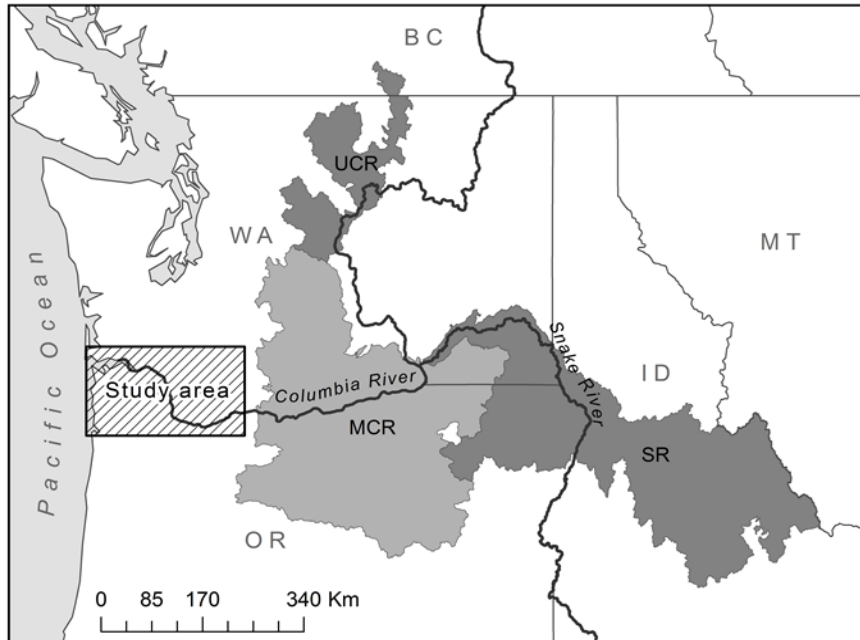 BC
UCR
WA
MT
Pacific Ocean
Snake River
Study area
Columbia River
ID
MCR
SR
OR
0 85 170 340 Km